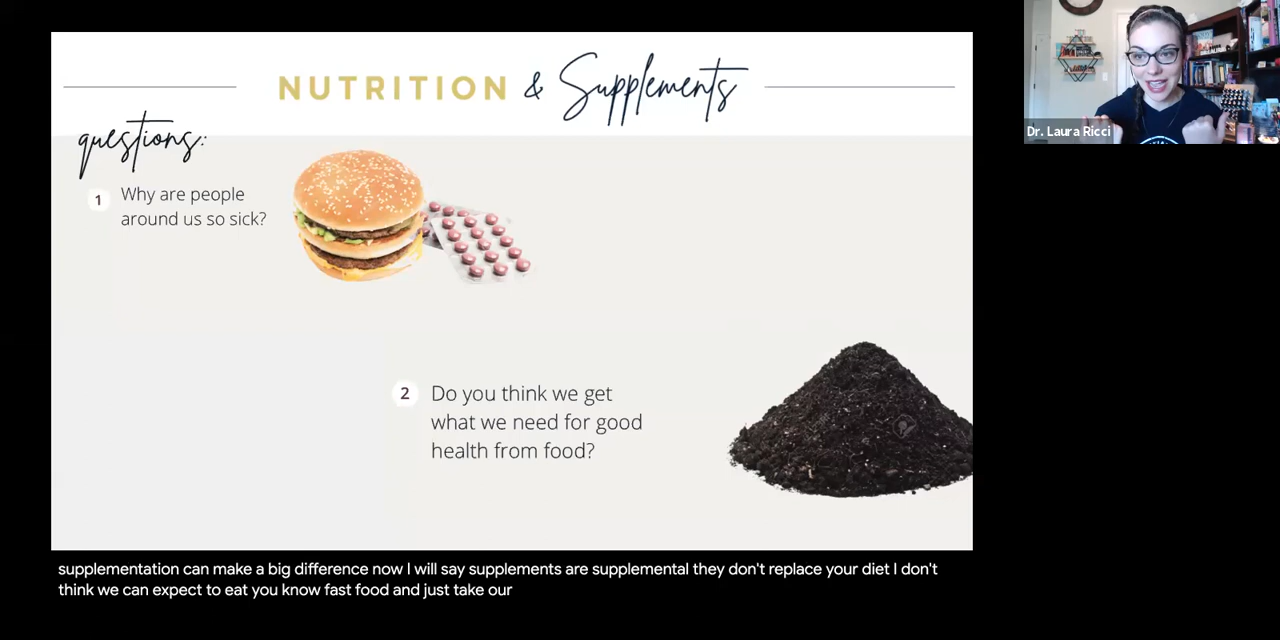 NUTRITION & Supplements
questions:
1 Why are people
around us so sick?
2 Do you think we get
what we need for good
health from food?
Dr. Laura Ricci
supplementation can make a big difference now I will say supplements are supplemental they don't replace your diet I don't
think we can expect to eat you know fast food and just take our